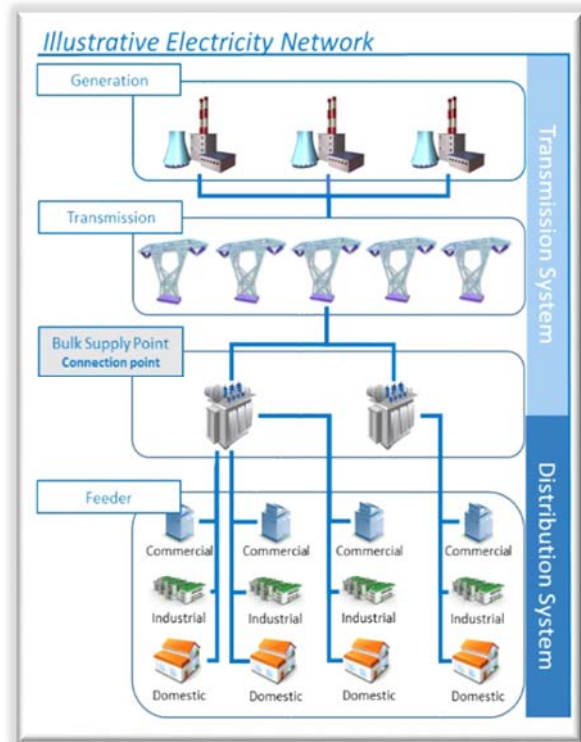 Illustrative Electricity Network
Generation
Transmission
Bulk Supply Point
Connection point
Feeder
Commercial Commercial Commercial Commercial
Industrial Industrial Industrial Industrial
Domestic Domestic Domestic Domestic
Transmission System
Distribution System